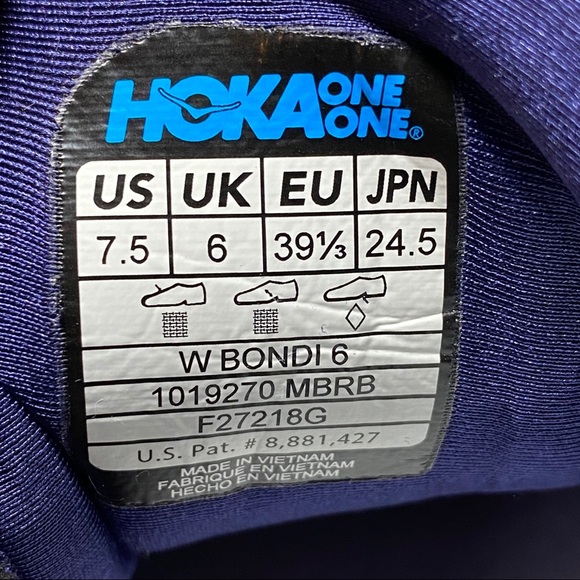 HOKA ONE ONE®
US UK EU JPN
7.5 6 39⅓ 24.5
W BONDI 6
1019270 MBRB
F27218G
U.S. Pat. # 8,881,427
MADE IN VIETNAM
FABRIQUE EN VIETNAM
HECHO EN VIETNAM